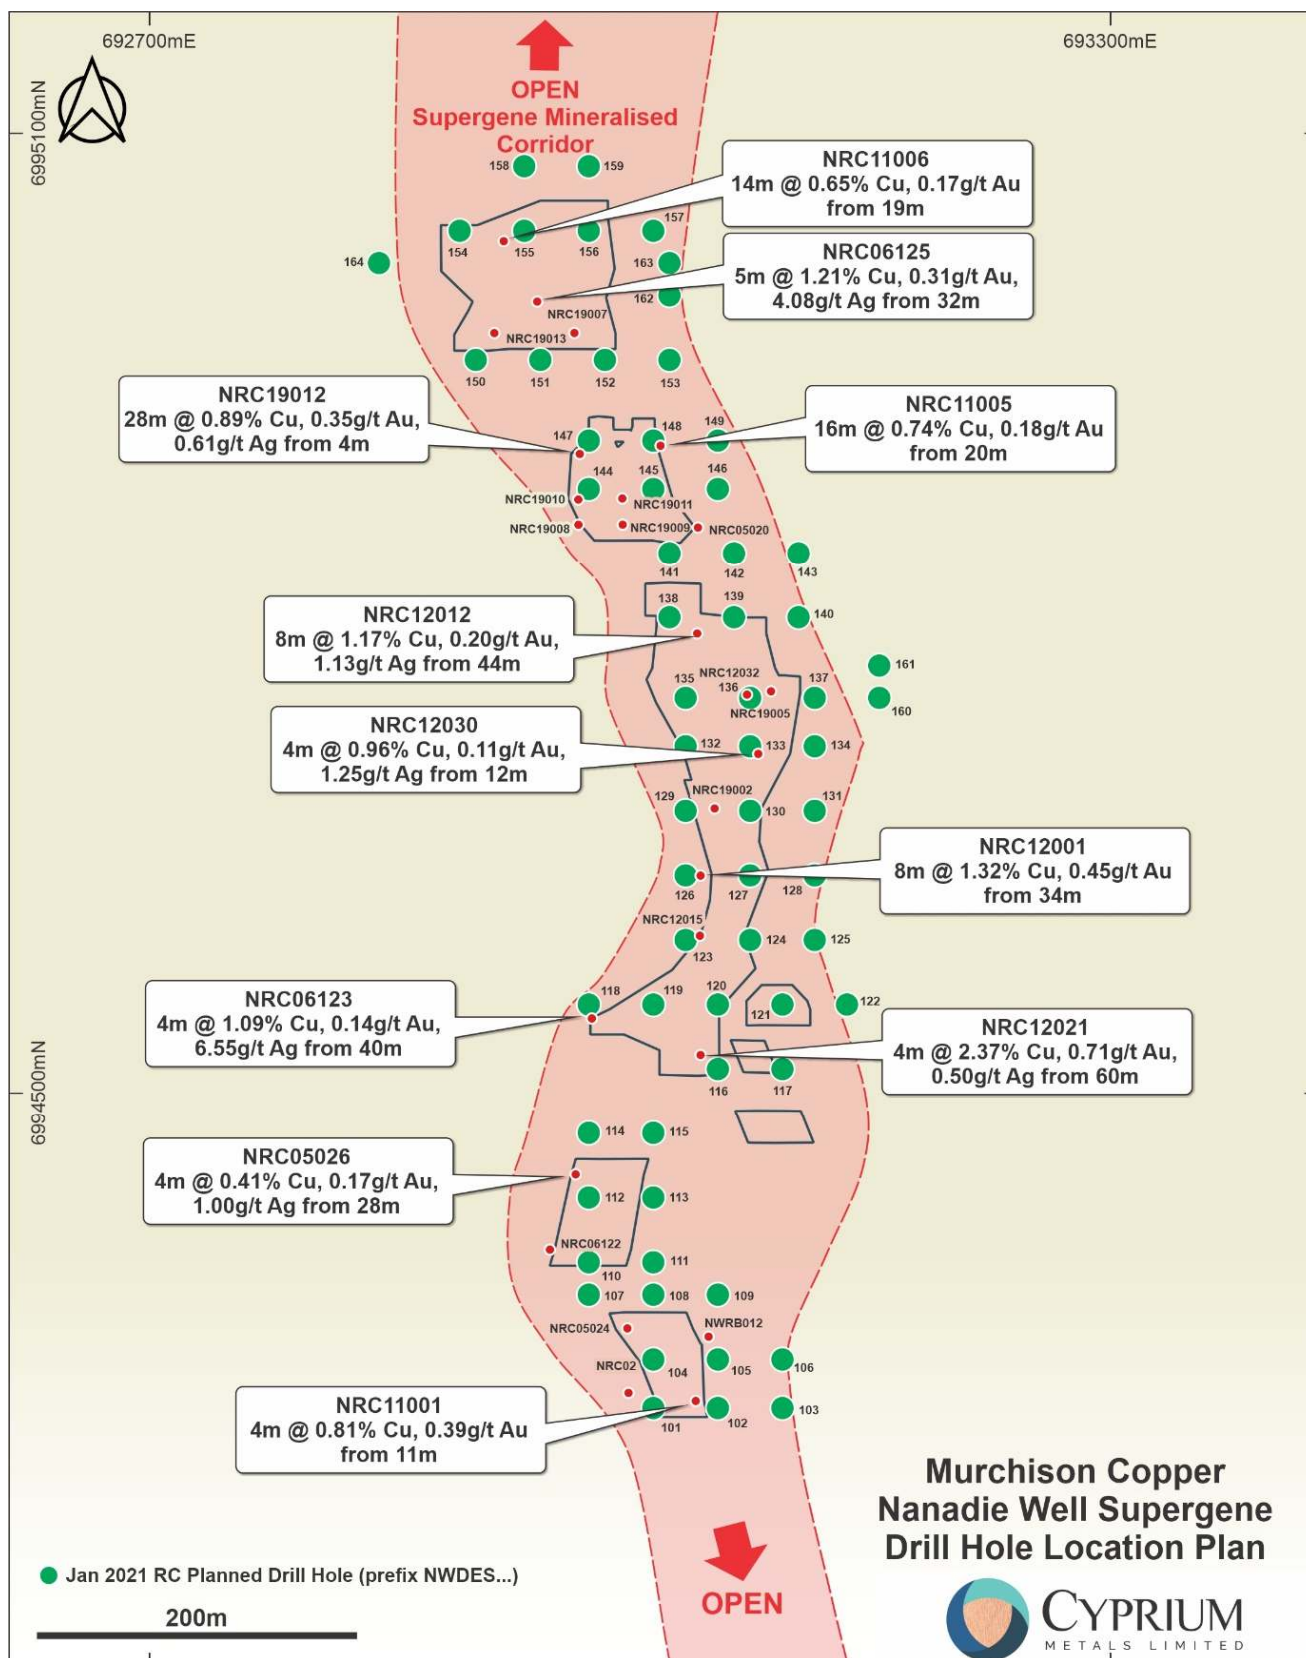 692700mE
693300mE
6995100mN
OPEN
Supergene Mineralised
Corridor
158
159
NRC11006
14m @ 0.65% Cu, 0.17g/t Au
from 19m
154
155
156
157
164
163
162
NRC06125
5m @ 1.21% Cu, 0.31g/t Au,
4.08g/t Ag from 32m
NRC19007
NRC19013
150
151
152
153
NRC19012
28m @ 0.89% Cu, 0.35g/t Au,
0.61g/t Ag from 4m
NRC11005
16m @ 0.74% Cu, 0.18g/t Au
from 20m
147
148
149
144
145
146
NRC19010
NRC19011
NRC19008
NRC19009
NRC05020
141
142
143
NRC12012
8m @ 1.17% Cu, 0.20g/t Au,
1.13g/t Ag from 44m
138
139
140
161
135
NRC12032
136
137
NRC19005
160
NRC12030
4m @ 0.96% Cu, 0.11g/t Au,
1.25g/t Ag from 12m
132
133
134
129
NRC19002
130
131
NRC12001
8m @ 1.32% Cu, 0.45g/t Au
from 34m
126
127
128
NRC12015
123
124
125
NRC06123
4m @ 1.09% Cu, 0.14g/t Au,
6.55g/t Ag from 40m
118
119
120
121
122
NRC12021
4m @ 2.37% Cu, 0.71g/t Au,
0.50g/t Ag from 60m
116
117
6994500mN
114
115
NRC05026
4m @ 0.41% Cu, 0.17g/t Au,
1.00g/t Ag from 28m
112
113
NRC06122
110
111
107
108
109
NRC05024
NWRB012
104
105
106
NRC02
NRC11001
4m @ 0.81% Cu, 0.39g/t Au
from 11m
101
102
103
Murchison Copper
Nanadie Well Supergene
Drill Hole Location Plan
OPEN
Jan 2021 RC Planned Drill Hole (prefix NWDES...)
200m
CYPRIUM
METALS LIMITED